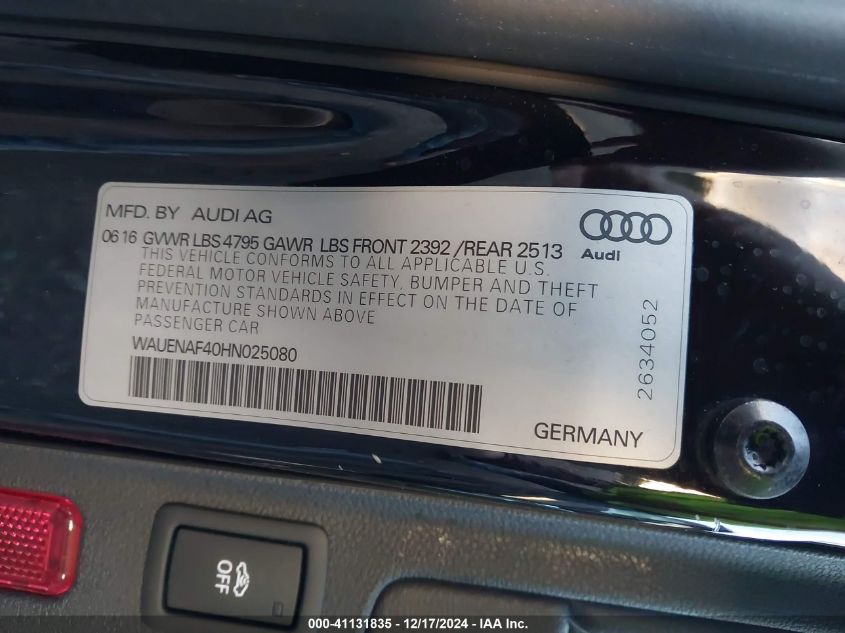 MFD. BY AUDI AG
06 16 GVWR LBS 4795 GAWR LBS FRONT 2392 /REAR 2513
THIS VEHICLE CONFORMS TO ALL APPLICABLE U.S.
FEDERAL MOTOR VEHICLE SAFETY, BUMPER AND THEFT
PREVENTION STANDARDS IN EFFECT ON THE DATE OF
MANUFACTURE SHOWN ABOVE
PASSENGER CAR
WAUENAF40HN025080
Audi
2634052
GERMANY
OFF
000-41131835 - 12/17/2024 - IAA Inc.